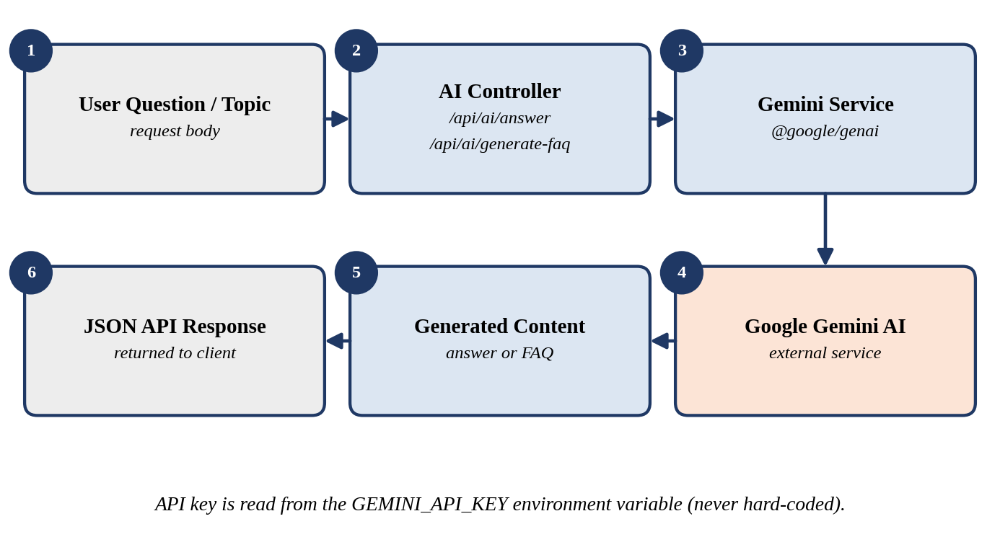 1
User Question / Topic
request body
2
AI Controller
/api/ai/answer
/api/ai/generate-faq
3
Gemini Service
@google/genai
4
Google Gemini AI
external service
5
Generated Content
answer or FAQ
6
JSON API Response
returned to client
API key is read from the GEMINI_API_KEY environment variable (never hard-coded).